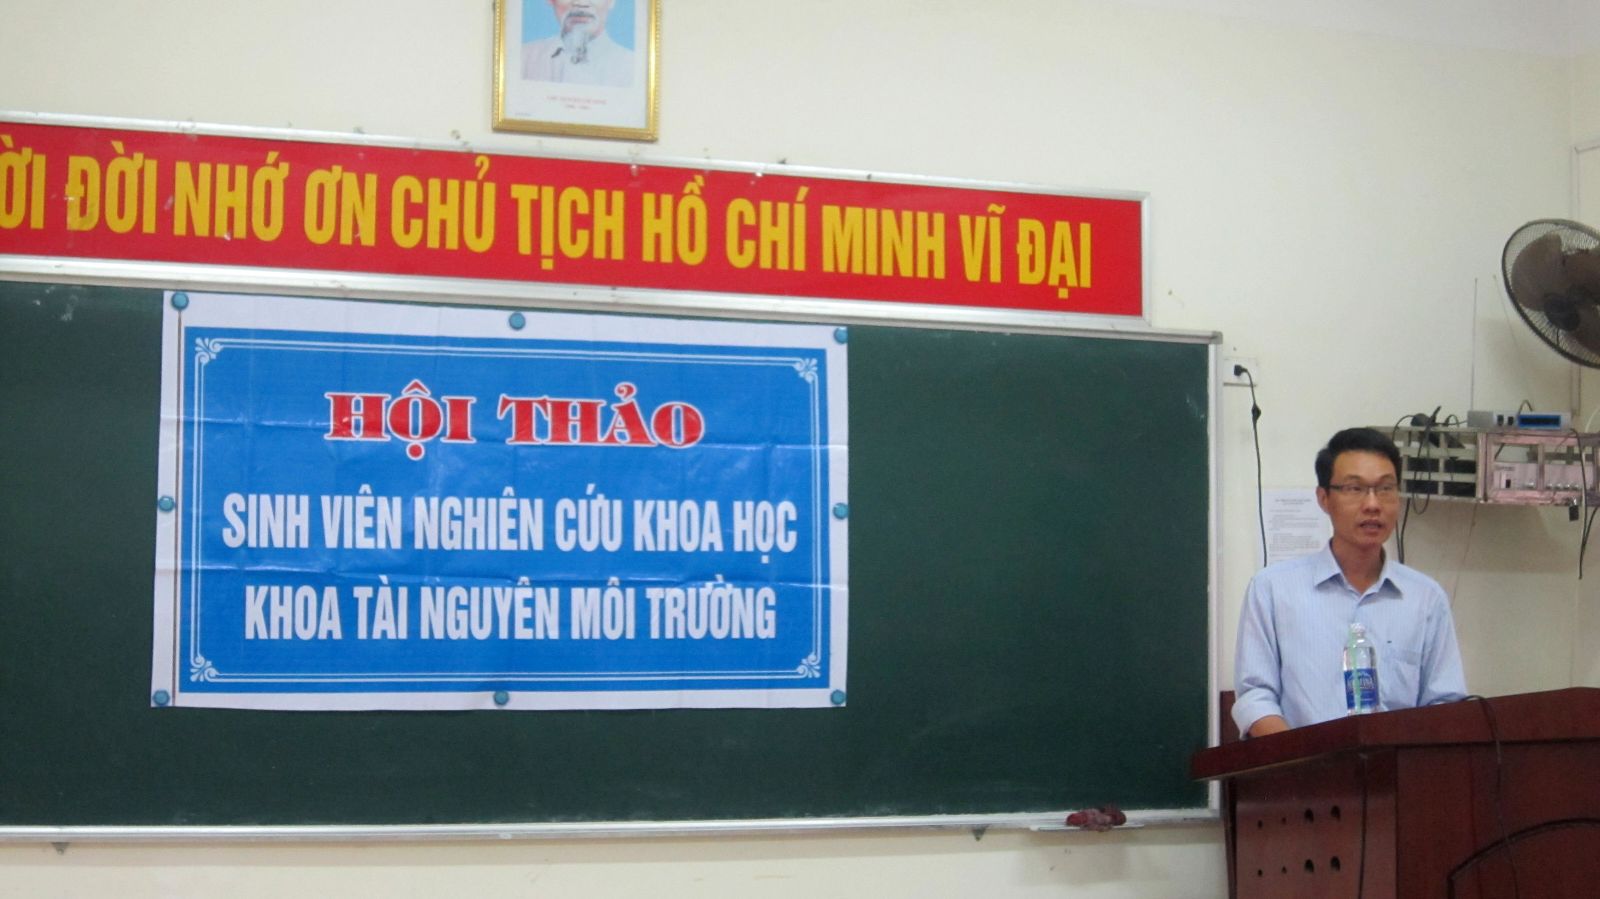 ỜI ĐỜI NHỚ ƠN CHỦ TỊCH HỒ CHÍ MINH VĨ ĐẠI
HỘI THẢO
SINH VIÊN NGHIÊN CỨU KHOA HỌC
KHOA TÀI NGUYÊN MÔI TRƯỜNG